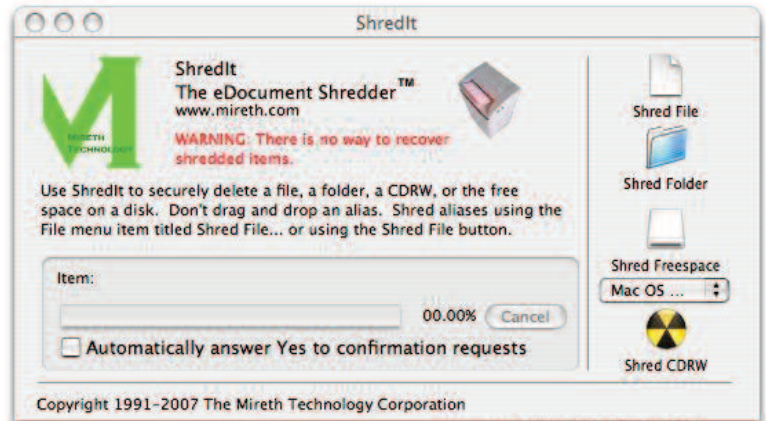 ShredIt
MIRETH
TECHNOLOGY
ShredIt
The eDocument Shredder™
www.mireth.com
WARNING: There is no way to recover
shredded items.
Use ShredIt to securely delete a file, a folder, a CDRW, or the free
space on a disk. Don't drag and drop an alias. Shred aliases using the
File menu item titled Shred File... or using the Shred File button.
Item:
00.00% Cancel
Automatically answer Yes to confirmation requests
Shred File
Shred Folder
Shred Freespace
Mac OS ...
Shred CDRW
Copyright 1991-2007 The Mireth Technology Corporation